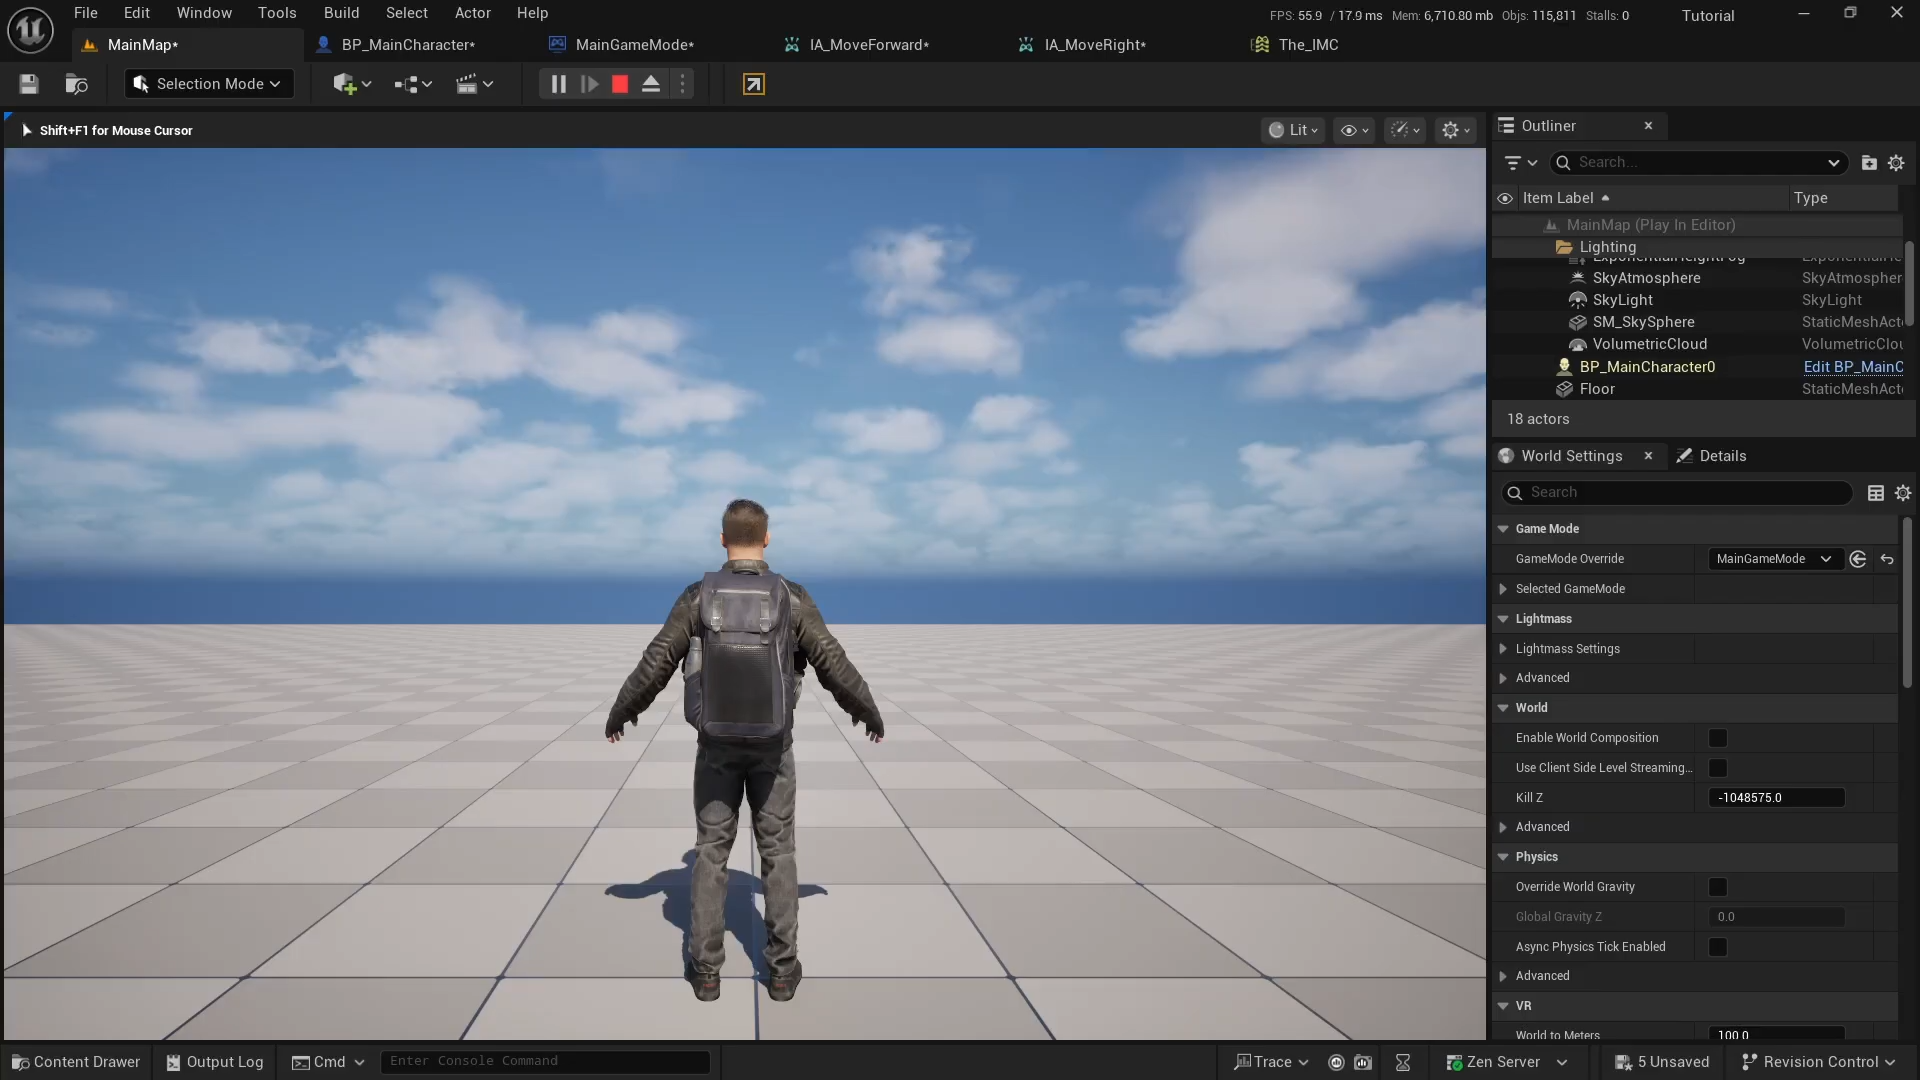 File Edit Window Tools Build Select Actor Help
FPS: 55.9 / 17.9 ms Mem: 6,710.80 mb Objs: 115,811 Stalls: 0 Tutorial
MainMap* BP_MainCharacter* MainGameMode* IA_MoveForward* IA_MoveRight* The_IMC
Selection Mode
Shift+F1 for Mouse Cursor
Lit
Outliner
Search...
Item Label Type
MainMap (Play In Editor)
Lighting
ExponentialHeightFog ExponentialHe
SkyAtmosphere SkyAtmospher
SkyLight SkyLight
SM_SkySphere StaticMeshAct
VolumetricCloud VolumetricClou
BP_MainCharacter0 Edit BP_MainC
Floor StaticMeshAct
18 actors
World Settings Details
Search
Game Mode
GameMode Override MainGameMode
Selected GameMode
Lightmass
Lightmass Settings
Advanced
World
Enable World Composition
Use Client Side Level Streaming...
Kill Z -1048575.0
Advanced
Physics
Override World Gravity
Global Gravity Z 0.0
Async Physics Tick Enabled
Advanced
VR
World to Meters 100.0
Content Drawer Output Log Cmd Enter Console Command Trace Zen Server 5 Unsaved Revision Control